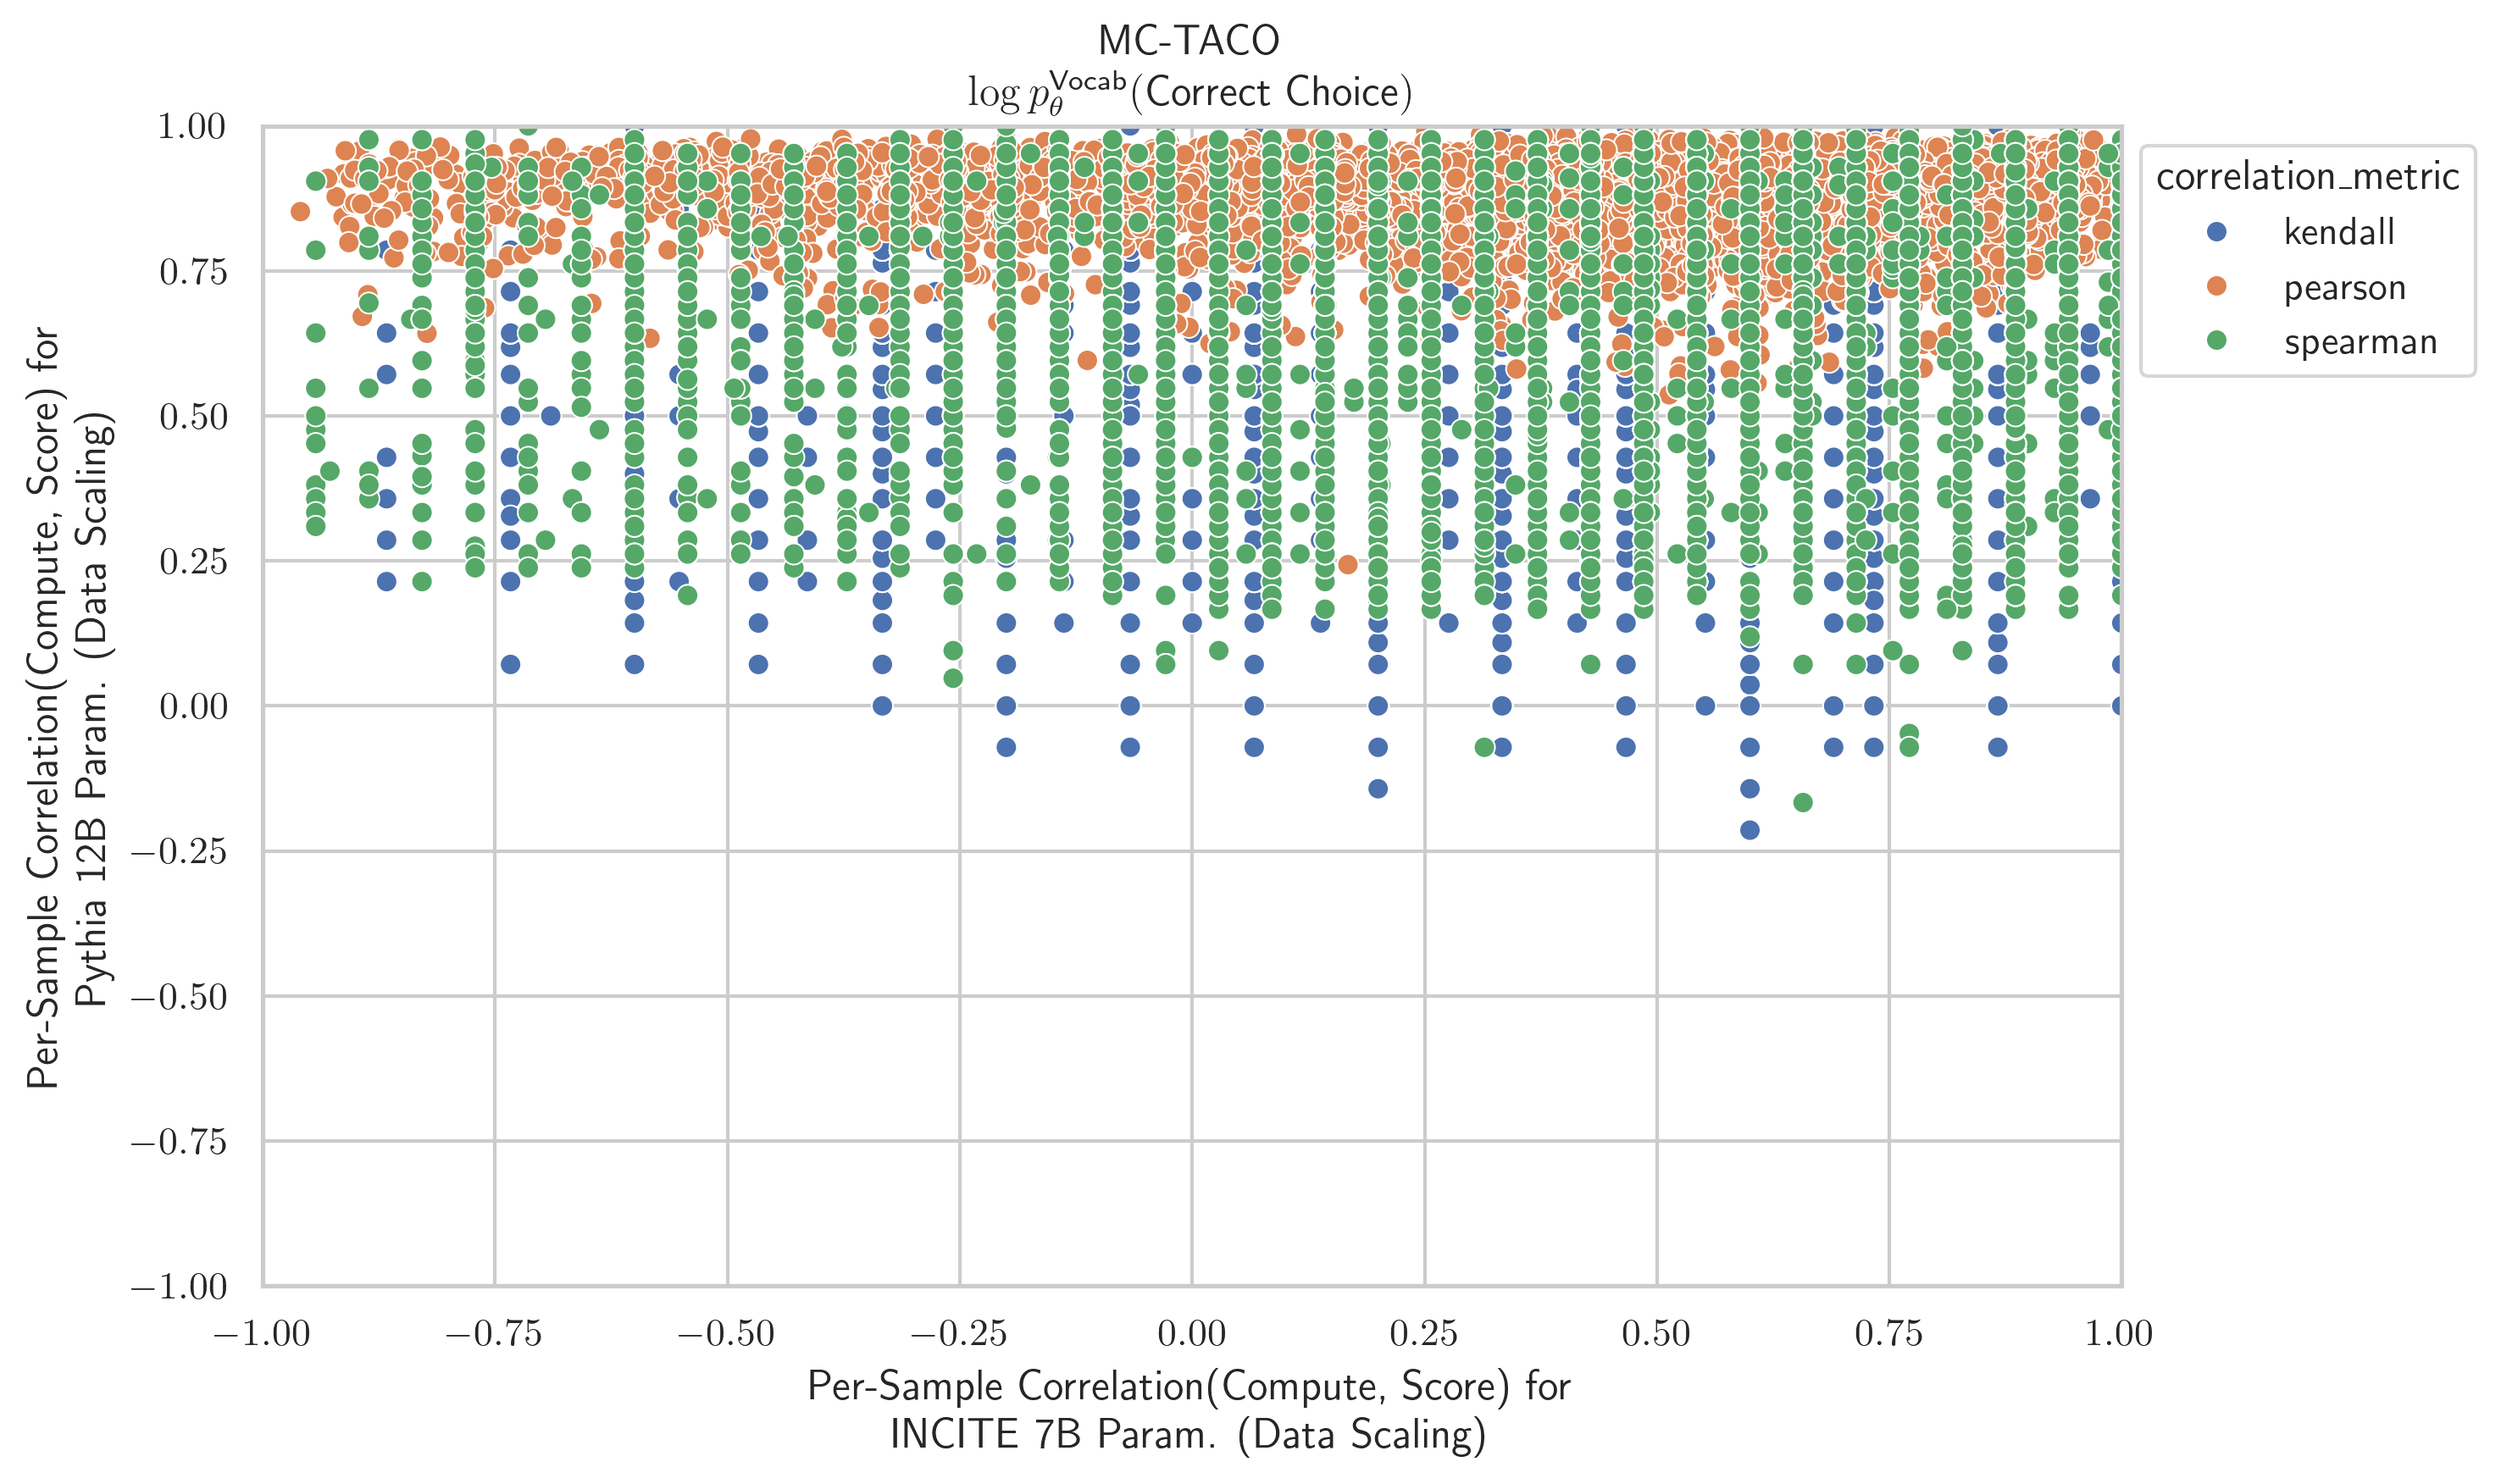 MC-TACO
log p_θ^Vocab(Correct Choice)
Per-Sample Correlation(Compute, Score) for
Pythia 12B Param. (Data Scaling)
1.00
0.75
0.50
0.25
0.00
−0.25
−0.50
−0.75
−1.00
−1.00 −0.75 −0.50 −0.25 0.00 0.25 0.50 0.75 1.00
Per-Sample Correlation(Compute, Score) for
INCITE 7B Param. (Data Scaling)
correlation_metric
kendall
pearson
spearman